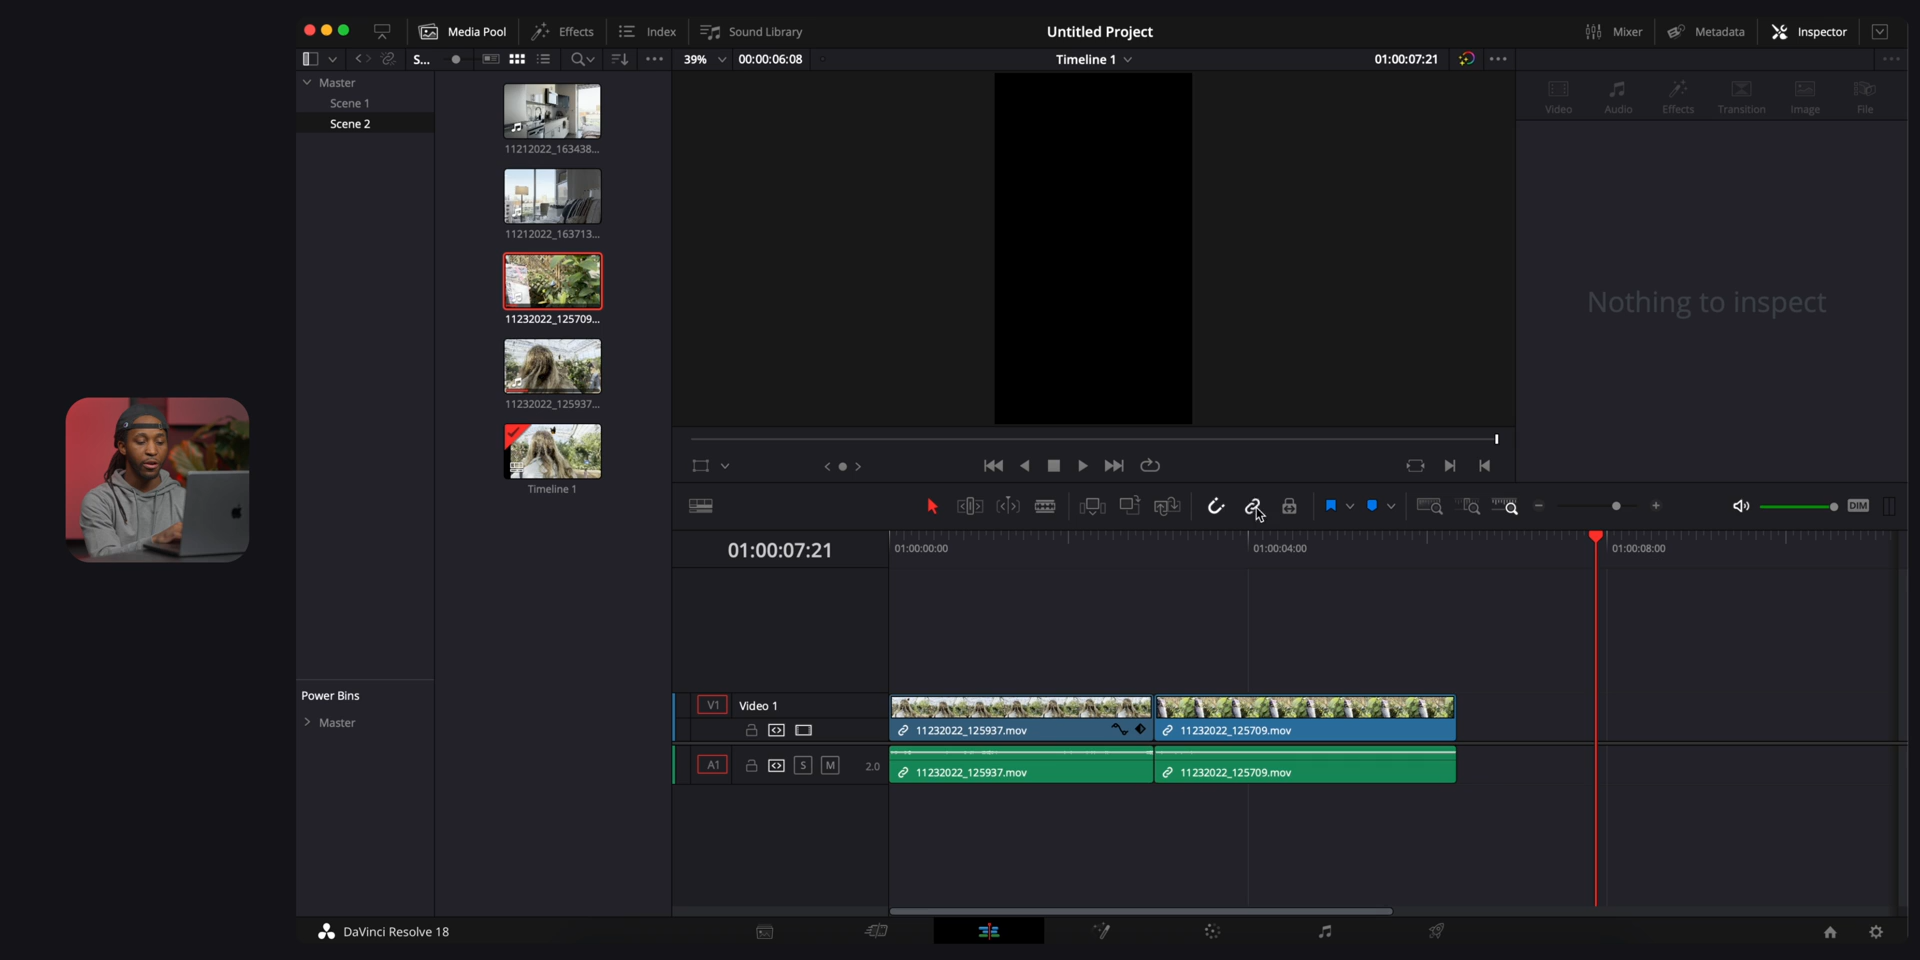 Media Pool Effects Index Sound Library Untitled Project Mixer Metadata Inspector
S... 39% 00:00:06:08 Timeline 1 01:00:07:21
Master
Scene 1
Scene 2
11212022_163438...
11212022_163713...
11232022_125709...
11232022_125937...
Timeline 1
Video Audio Effects Transition Image File
Nothing to inspect
DIM
01:00:07:21 01:00:00:00 01:00:04:00 01:00:08:00
Power Bins
Master
V1 Video 1
11232022_125937.mov 11232022_125709.mov
A1 S M 2.0
11232022_125937.mov 11232022_125709.mov
DaVinci Resolve 18